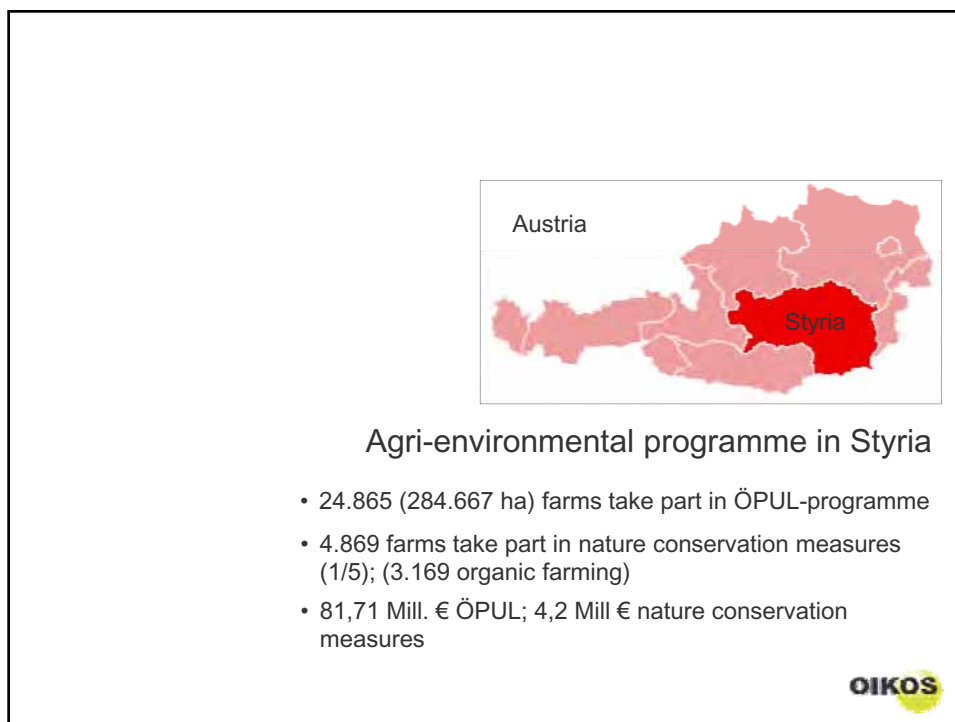 Austria
Styria
Agri-environmental programme in Styria
• 24.865 (284.667 ha) farms take part in ÖPUL-programme
• 4.869 farms take part in nature conservation measures
(1/5); (3.169 organic farming)
• 81,71 Mill. € ÖPUL; 4,2 Mill € nature conservation
measures
OIKOS